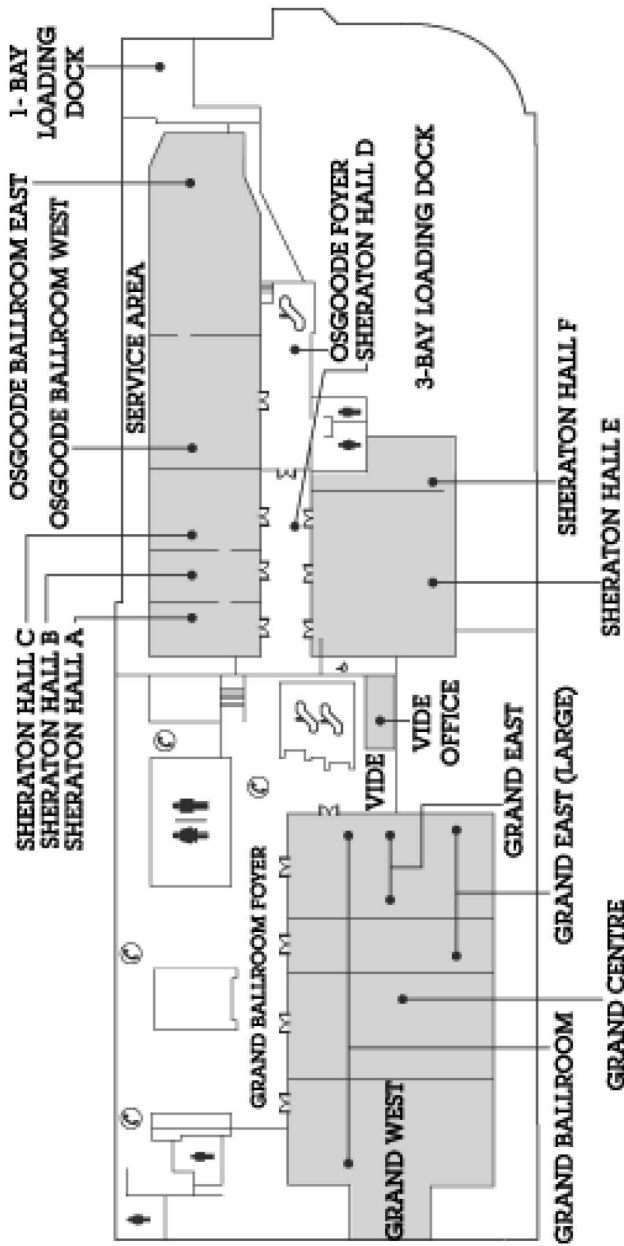 1- BAY
LOADING
DOCK
OSGOODE BALLROOM EAST
OSGOODE BALLROOM WEST
SERVICE AREA
SHERATON HALL C
SHERATON HALL B
SHERATON HALL A
OSGOODE FOYER
SHERATON HALL D
3-BAY LOADING DOCK
SHERATON HALL F
SHERATON HALL E
VIDE
VIDE
OFFICE
GRAND BALLROOM FOYER
GRAND EAST
GRAND EAST (LARGE)
GRAND CENTRE
GRAND BALLROOM
GRAND WEST